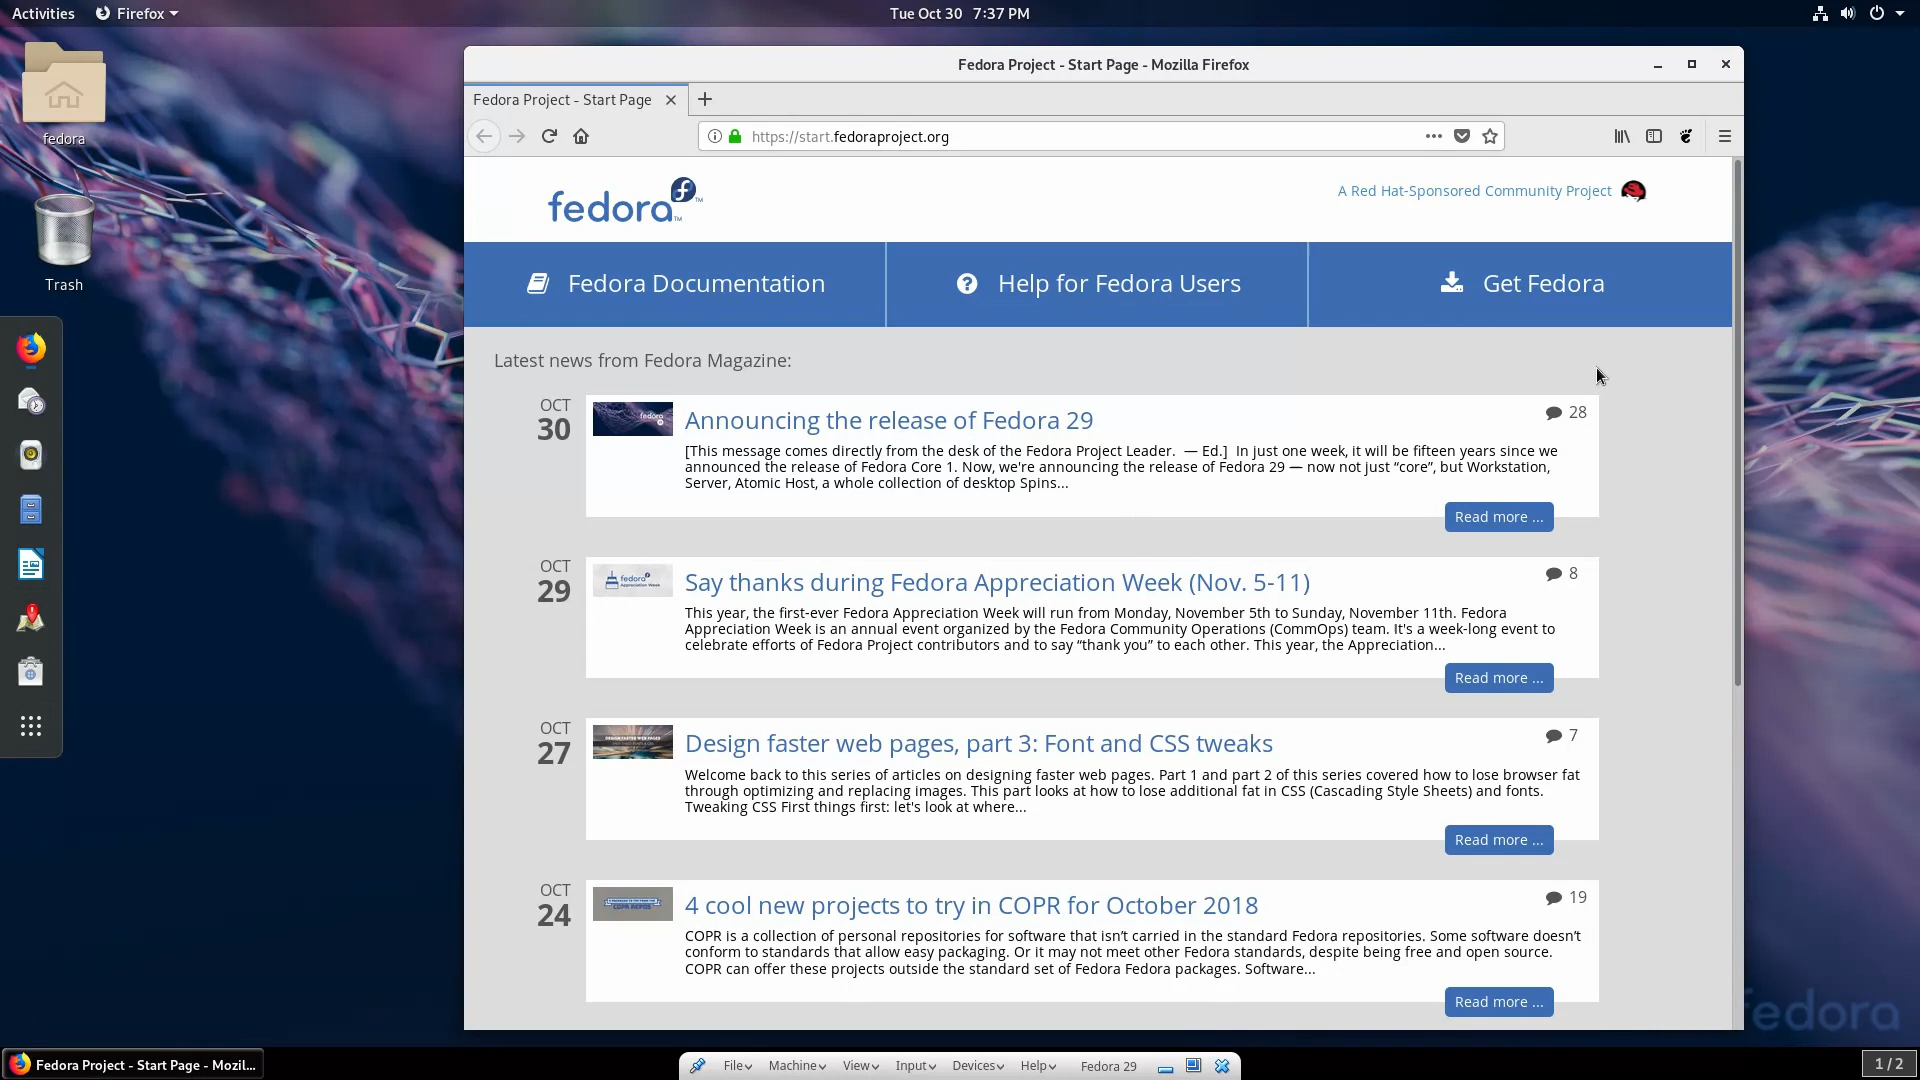 Activities Firefox Tue Oct 30 7:37 PM
fedora
Trash
Fedora Project - Start Page - Mozilla Firefox
Fedora Project - Start Page
https://start.fedoraproject.org
fedora™
A Red Hat-Sponsored Community Project
Fedora Documentation Help for Fedora Users Get Fedora
Latest news from Fedora Magazine:
OCT
30
Announcing the release of Fedora 29
28
[This message comes directly from the desk of the Fedora Project Leader. — Ed.] In just one week, it will be fifteen years since we
announced the release of Fedora Core 1. Now, we're announcing the release of Fedora 29 — now not just “core”, but Workstation,
Server, Atomic Host, a whole collection of desktop Spins...
Read more ...
OCT
29
fedora
Appreciation Week
Say thanks during Fedora Appreciation Week (Nov. 5-11)
8
This year, the first-ever Fedora Appreciation Week will run from Monday, November 5th to Sunday, November 11th. Fedora
Appreciation Week is an annual event organized by the Fedora Community Operations (CommOps) team. It's a week-long event to
celebrate efforts of Fedora Project contributors and to say “thank you” to each other. This year, the Appreciation...
Read more ...
OCT
27
Design faster web pages, part 3: Font and CSS tweaks
7
Welcome back to this series of articles on designing faster web pages. Part 1 and part 2 of this series covered how to lose browser fat
through optimizing and replacing images. This part looks at how to lose additional fat in CSS (Cascading Style Sheets) and fonts.
Tweaking CSS First things first: let's look at where...
Read more ...
OCT
24
4 cool new projects to try in COPR for October 2018
19
COPR is a collection of personal repositories for software that isn’t carried in the standard Fedora repositories. Some software doesn’t
conform to standards that allow easy packaging. Or it may not meet other Fedora standards, despite being free and open source.
COPR can offer these projects outside the standard set of Fedora Fedora packages. Software...
Read more ...
fedora
Fedora Project - Start Page - Mozil...
File Machine View Input Devices Help Fedora 29
1 / 2